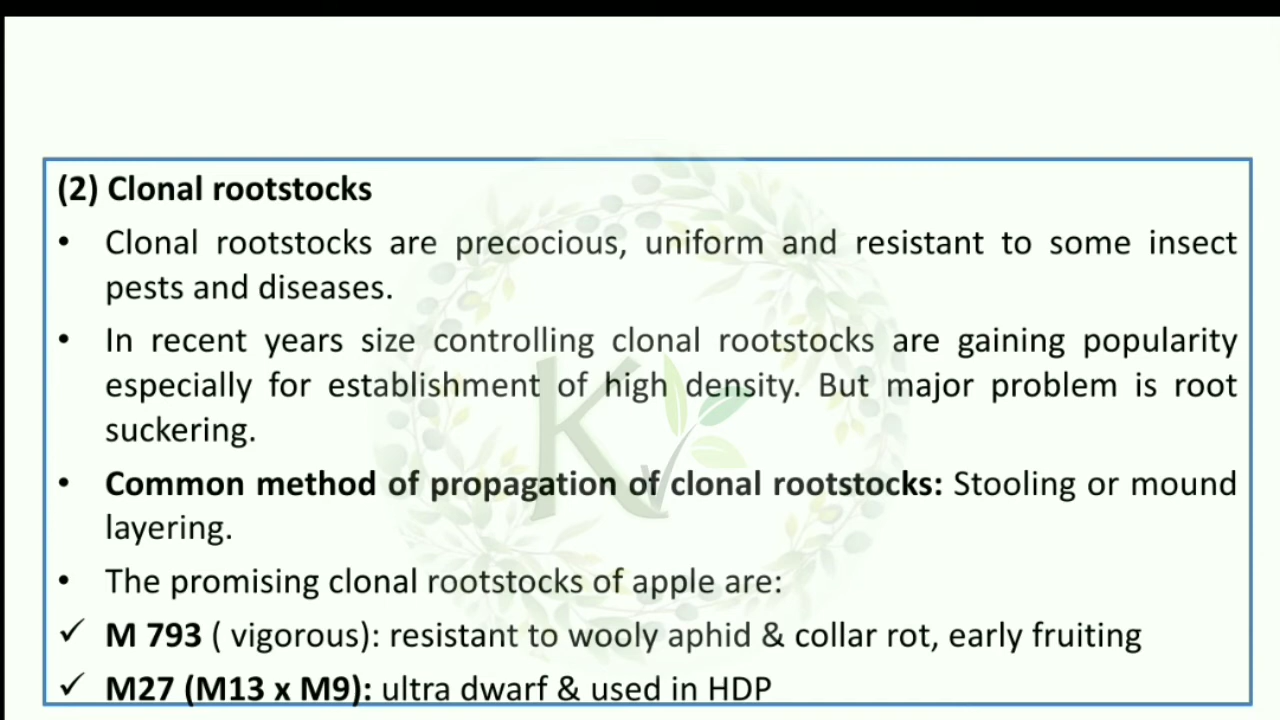 (2) Clonal rootstocks
• Clonal rootstocks are precocious, uniform and resistant to some insect
pests and diseases.
• In recent years size controlling clonal rootstocks are gaining popularity
especially for establishment of high density. But major problem is root
suckering.
• Common method of propagation of clonal rootstocks: Stooling or mound
layering.
• The promising clonal rootstocks of apple are:
✓ M 793 ( vigorous): resistant to wooly aphid & collar rot, early fruiting
✓ M27 (M13 x M9): ultra dwarf & used in HDP